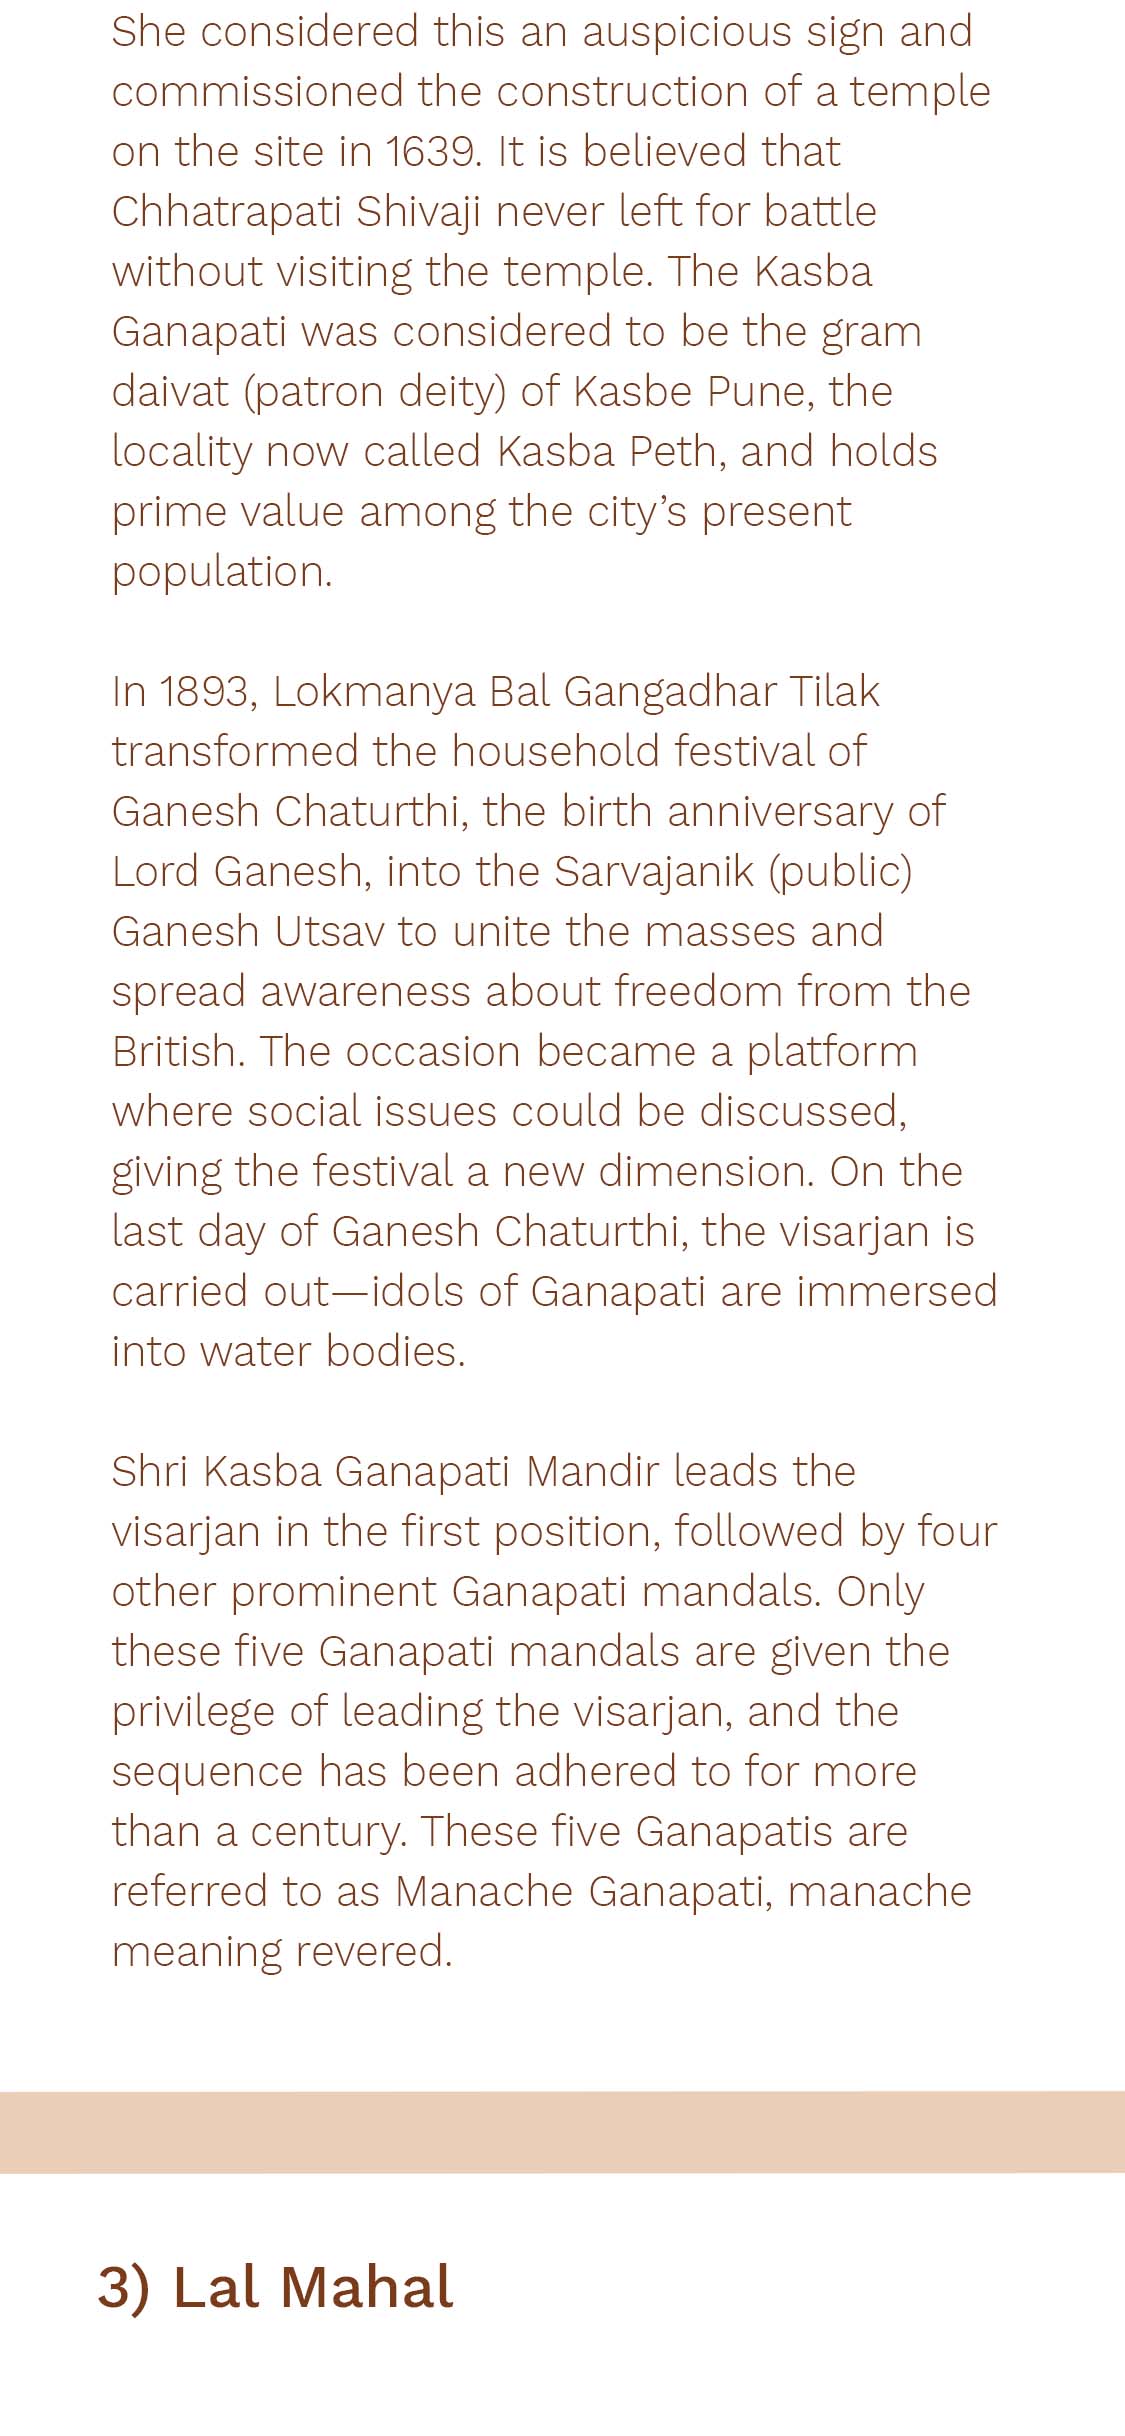 She considered this an auspicious sign and
commissioned the construction of a temple
on the site in 1639. It is believed that
Chhatrapati Shivaji never left for battle
without visiting the temple. The Kasba
Ganapati was considered to be the gram
daivat (patron deity) of Kasbe Pune, the
locality now called Kasba Peth, and holds
prime value among the city’s present
population.
In 1893, Lokmanya Bal Gangadhar Tilak
transformed the household festival of
Ganesh Chaturthi, the birth anniversary of
Lord Ganesh, into the Sarvajanik (public)
Ganesh Utsav to unite the masses and
spread awareness about freedom from the
British. The occasion became a platform
where social issues could be discussed,
giving the festival a new dimension. On the
last day of Ganesh Chaturthi, the visarjan is
carried out—idols of Ganapati are immersed
into water bodies.
Shri Kasba Ganapati Mandir leads the
visarjan in the first position, followed by four
other prominent Ganapati mandals. Only
these five Ganapati mandals are given the
privilege of leading the visarjan, and the
sequence has been adhered to for more
than a century. These five Ganapatis are
referred to as Manache Ganapati, manache
meaning revered.
3) Lal Mahal